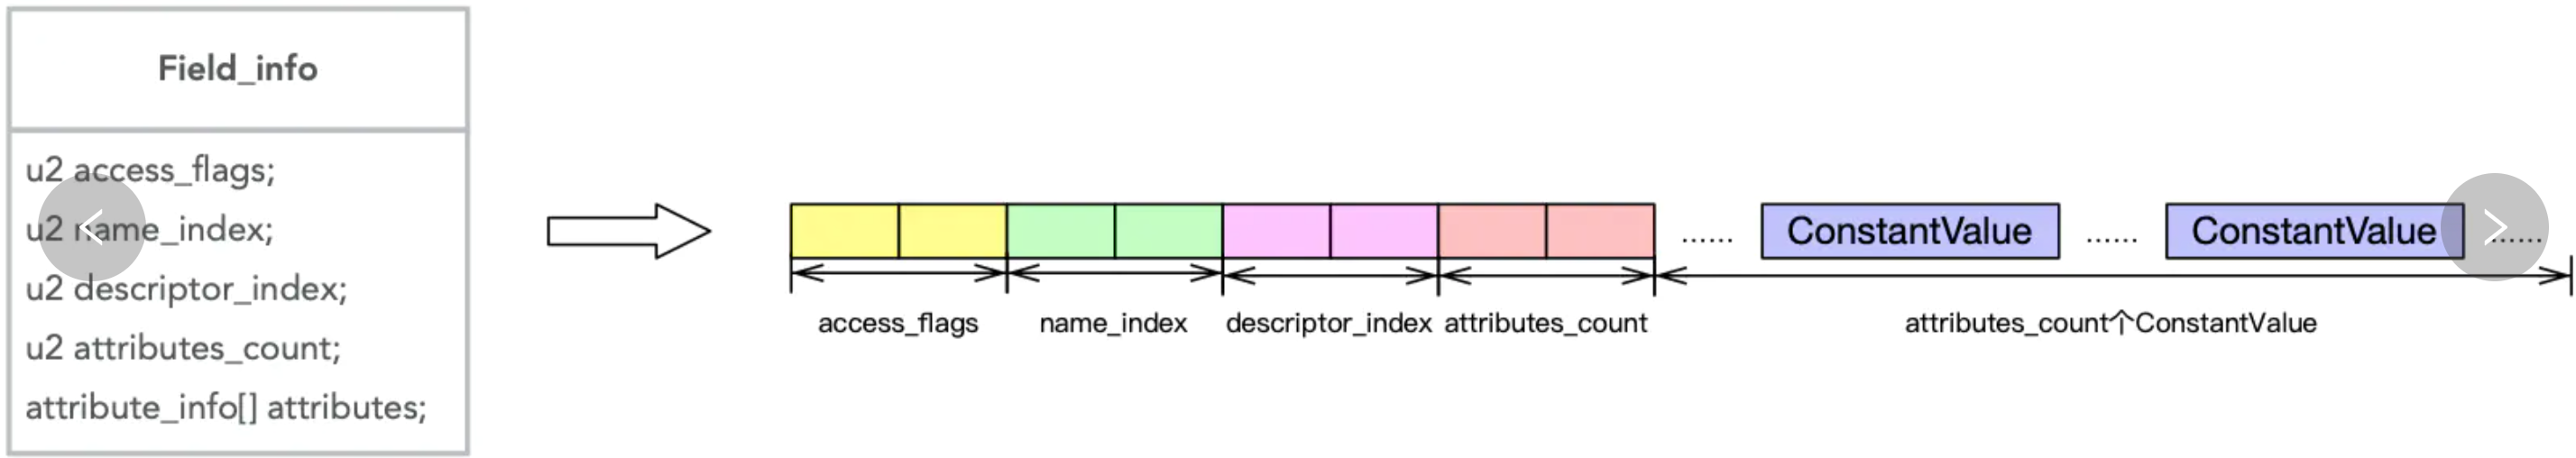 Field_info
u2 access_flags;
u2 name_index;
u2 descriptor_index;
u2 attributes_count;
attribute_info[] attributes;
...... ConstantValue ...... ConstantValue ......
access_flags name_index descriptor_index attributes_count attributes_count个ConstantValue